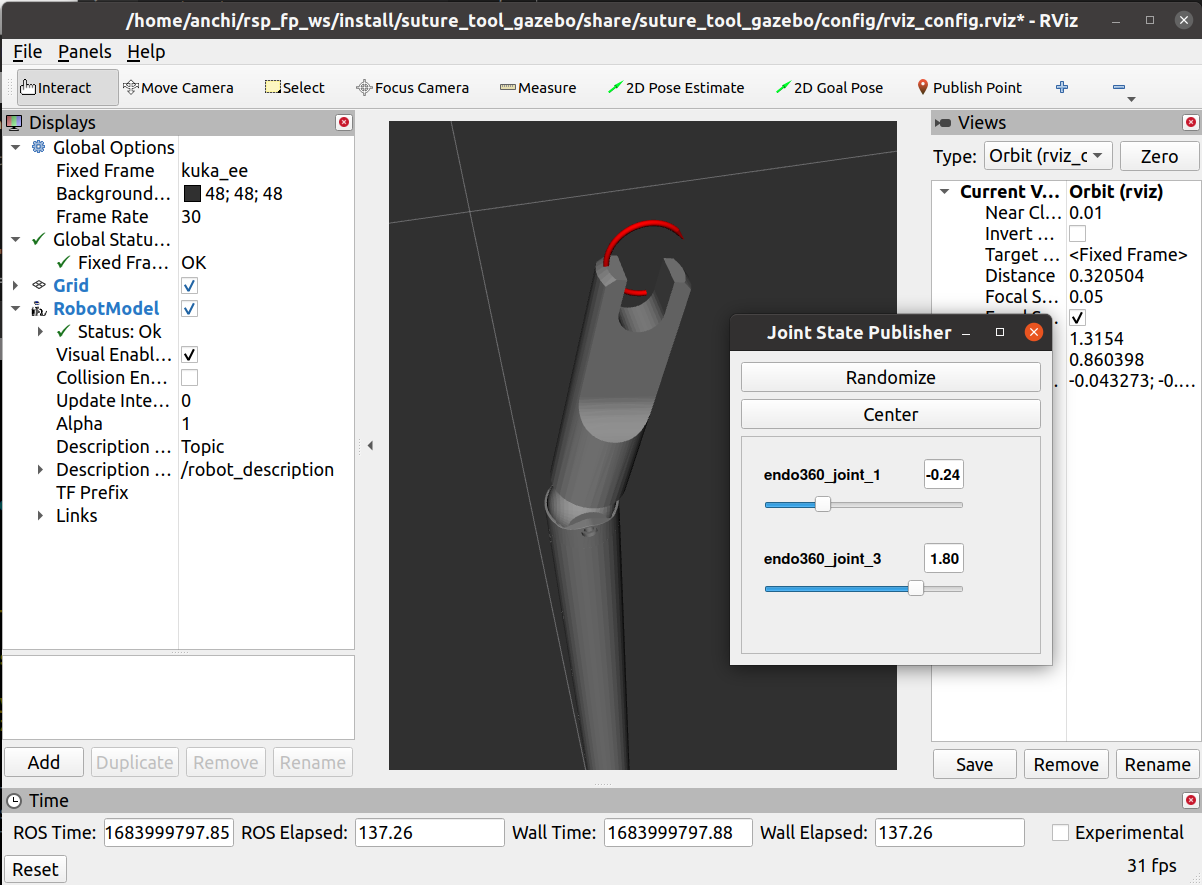 /home/anchi/rsp_fp_ws/install/suture_tool_gazebo/share/suture_tool_gazebo/config/rviz_config.rviz* - RViz
File Panels Help
Interact Move Camera Select Focus Camera Measure 2D Pose Estimate 2D Goal Pose Publish Point
Displays
Global Options
Fixed Frame kuka_ee
Background... 48; 48; 48
Frame Rate 30
Global Statu...
Fixed Fra... OK
Grid
RobotModel
Status: Ok
Visual Enabl...
Collision En...
Update Inte... 0
Alpha 1
Description ... Topic
Description ... /robot_description
TF Prefix
Links
Add Duplicate Remove Rename
Views
Type: Orbit (rviz_c Zero
Current V... Orbit (rviz)
Near Cl... 0.01
Invert ...
Target ... <Fixed Frame>
Distance 0.320504
Focal S... 0.05
1.3154
0.860398
-0.043273; -0....
Save Remove Rename
Joint State Publisher
Randomize
Center
endo360_joint_1 -0.24
endo360_joint_3 1.80
Time
ROS Time: 1683999797.85 ROS Elapsed: 137.26 Wall Time: 1683999797.88 Wall Elapsed: 137.26 Experimental
Reset 31 fps